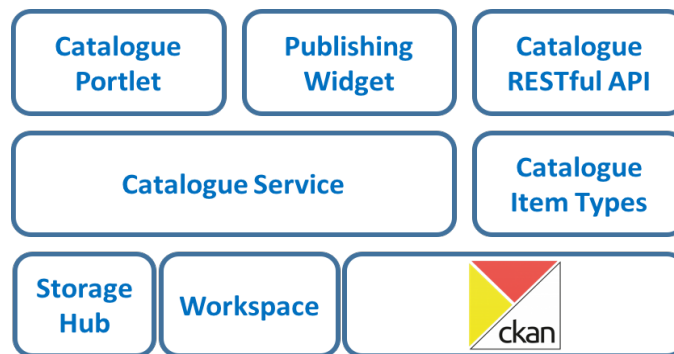 Catalogue
Portlet
Publishing
Widget
Catalogue
RESTful API
Catalogue Service
Catalogue
Item Types
Storage
Hub
Workspace
ckan